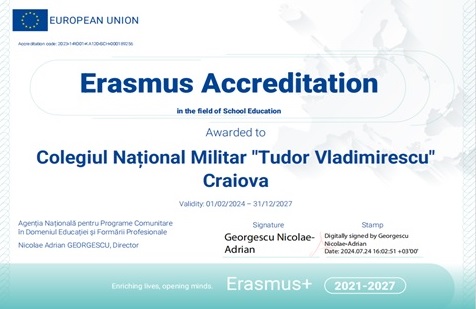 EUROPEAN UNION
Erasmus Accreditation
in the field of School Education
Awarded to
Colegiul Național Militar "Tudor Vladimirescu"
Craiova
Validity 01/02/2024 – 31/12/2027
Agenția Națională pentru Programe Comunitare
în Domeniul Educației și Formării Profesionale
Nicolae Adrian GEORGESCU, Director
Signature
Georgescu Nicolae-
Adrian
Stamp
Digitally signed by Georgescu
Nicolae-Adrian
Date: 2024.07.24 16:02:51 +03'00'
Enriching lives, opening minds.
Erasmus+
2021-2027